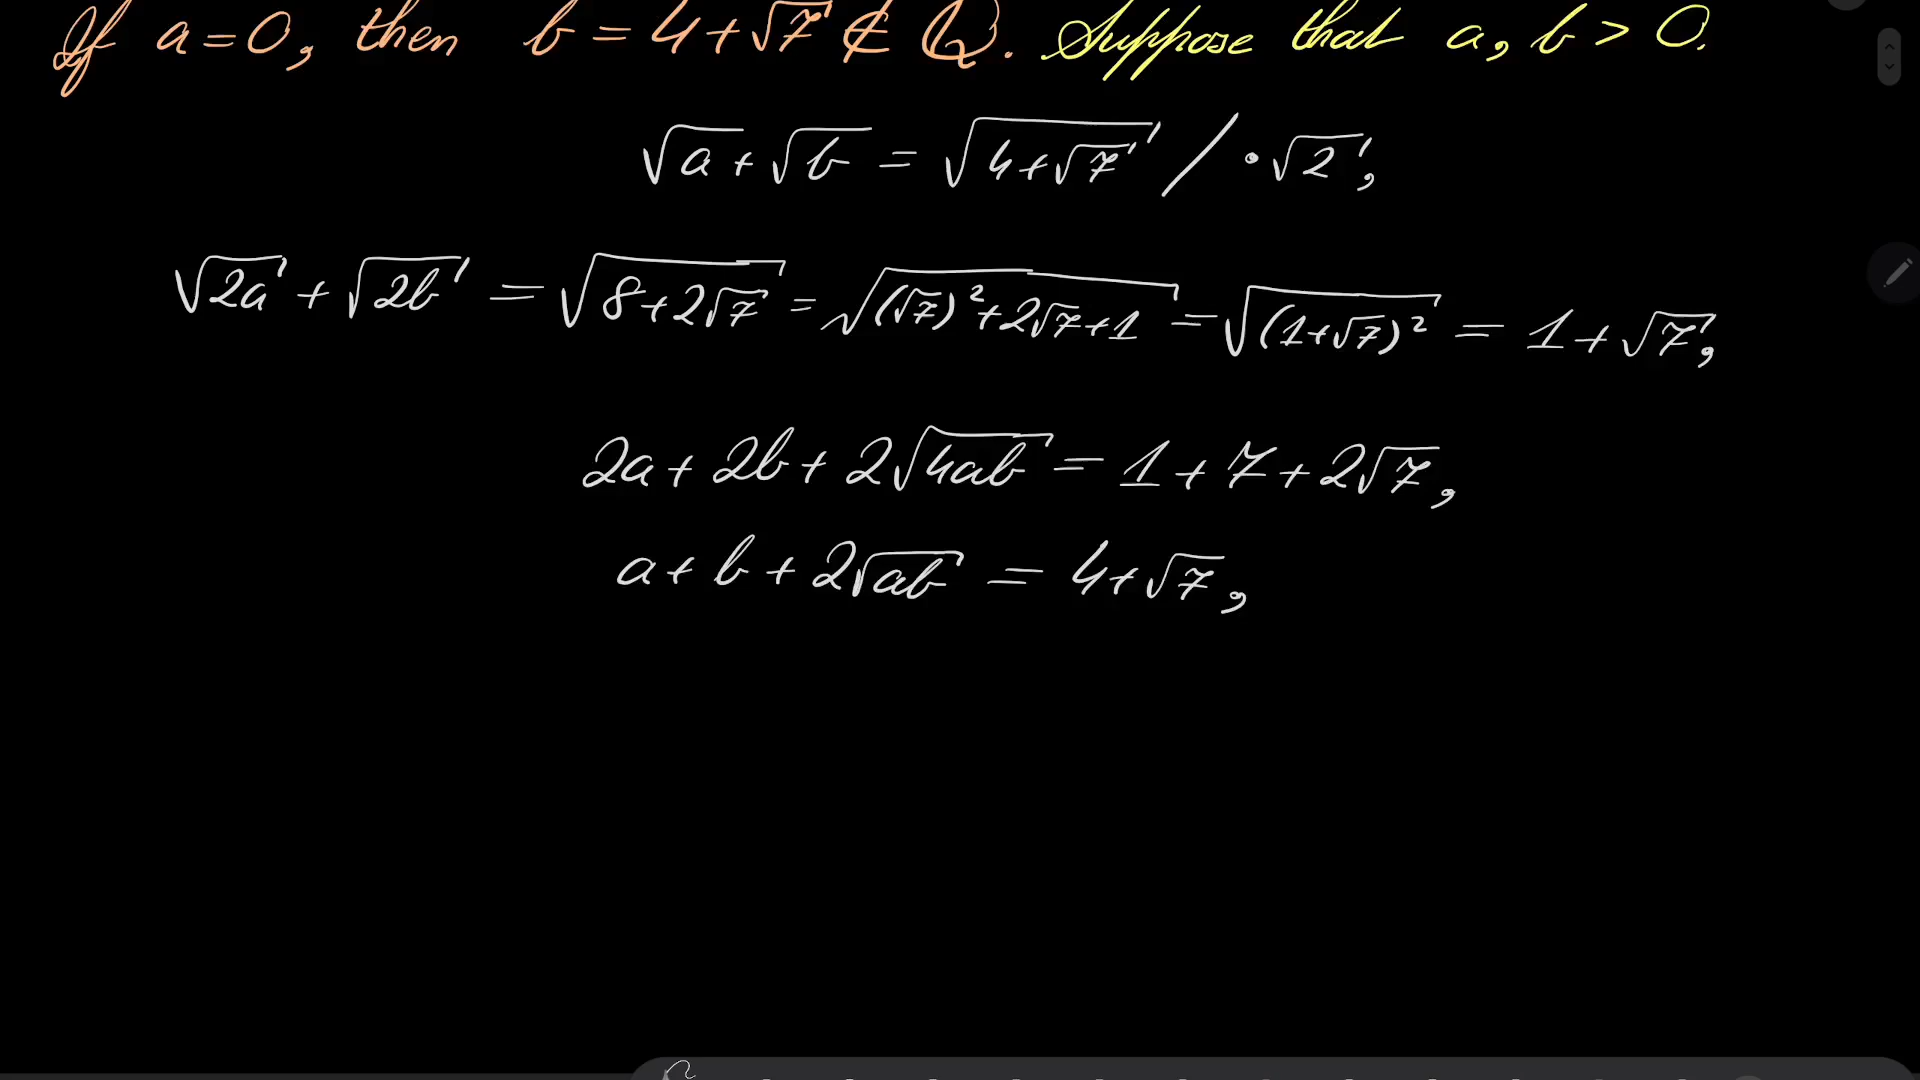 If a=0, then b=4+√7 ∉ Q. Suppose that a, b > 0.
√a + √b = √(4+√7) / · √2,
√(2a) + √(2b) = √(8+2√7) = √((√7)²+2√7+1) = √((1+√7)²) = 1+√7,
2a + 2b + 2√(4ab) = 1 + 7 + 2√7,
a + b + 2√(ab) = 4+√7,